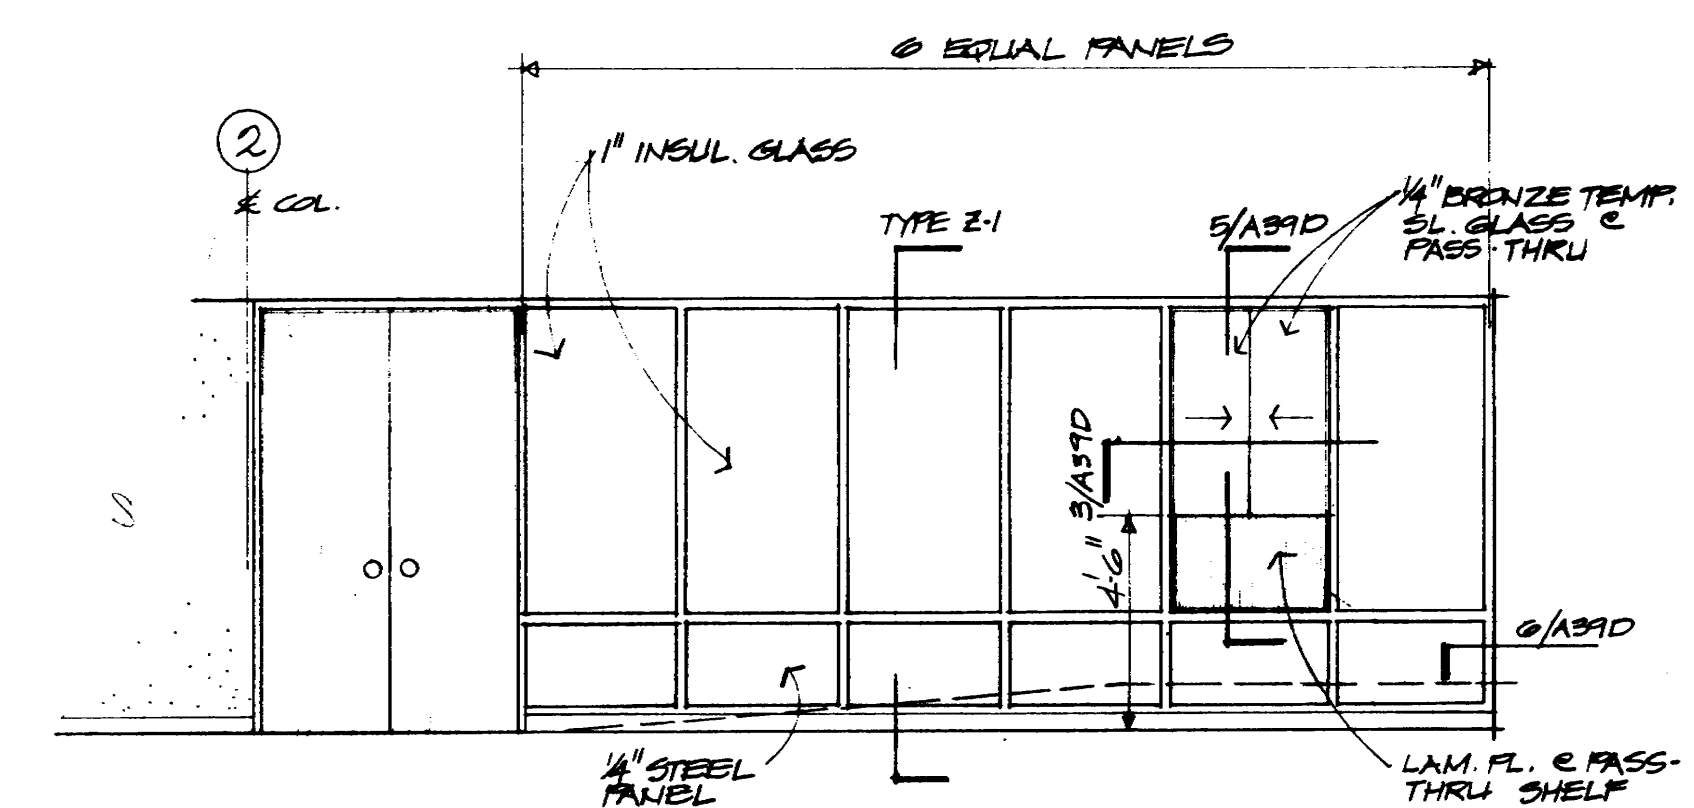 6 EQUAL PANELS
2
1" INSUL. GLASS
℄ COL.
TYPE Z-1
5/A39D
1/4" BRONZE TEMP.
SL. GLASS @
PASS-THRU
3/A39D
4'-6"
6/A39D
1/4" STEEL
PANEL
LAM. PL. @ PASS-
THRU SHELF